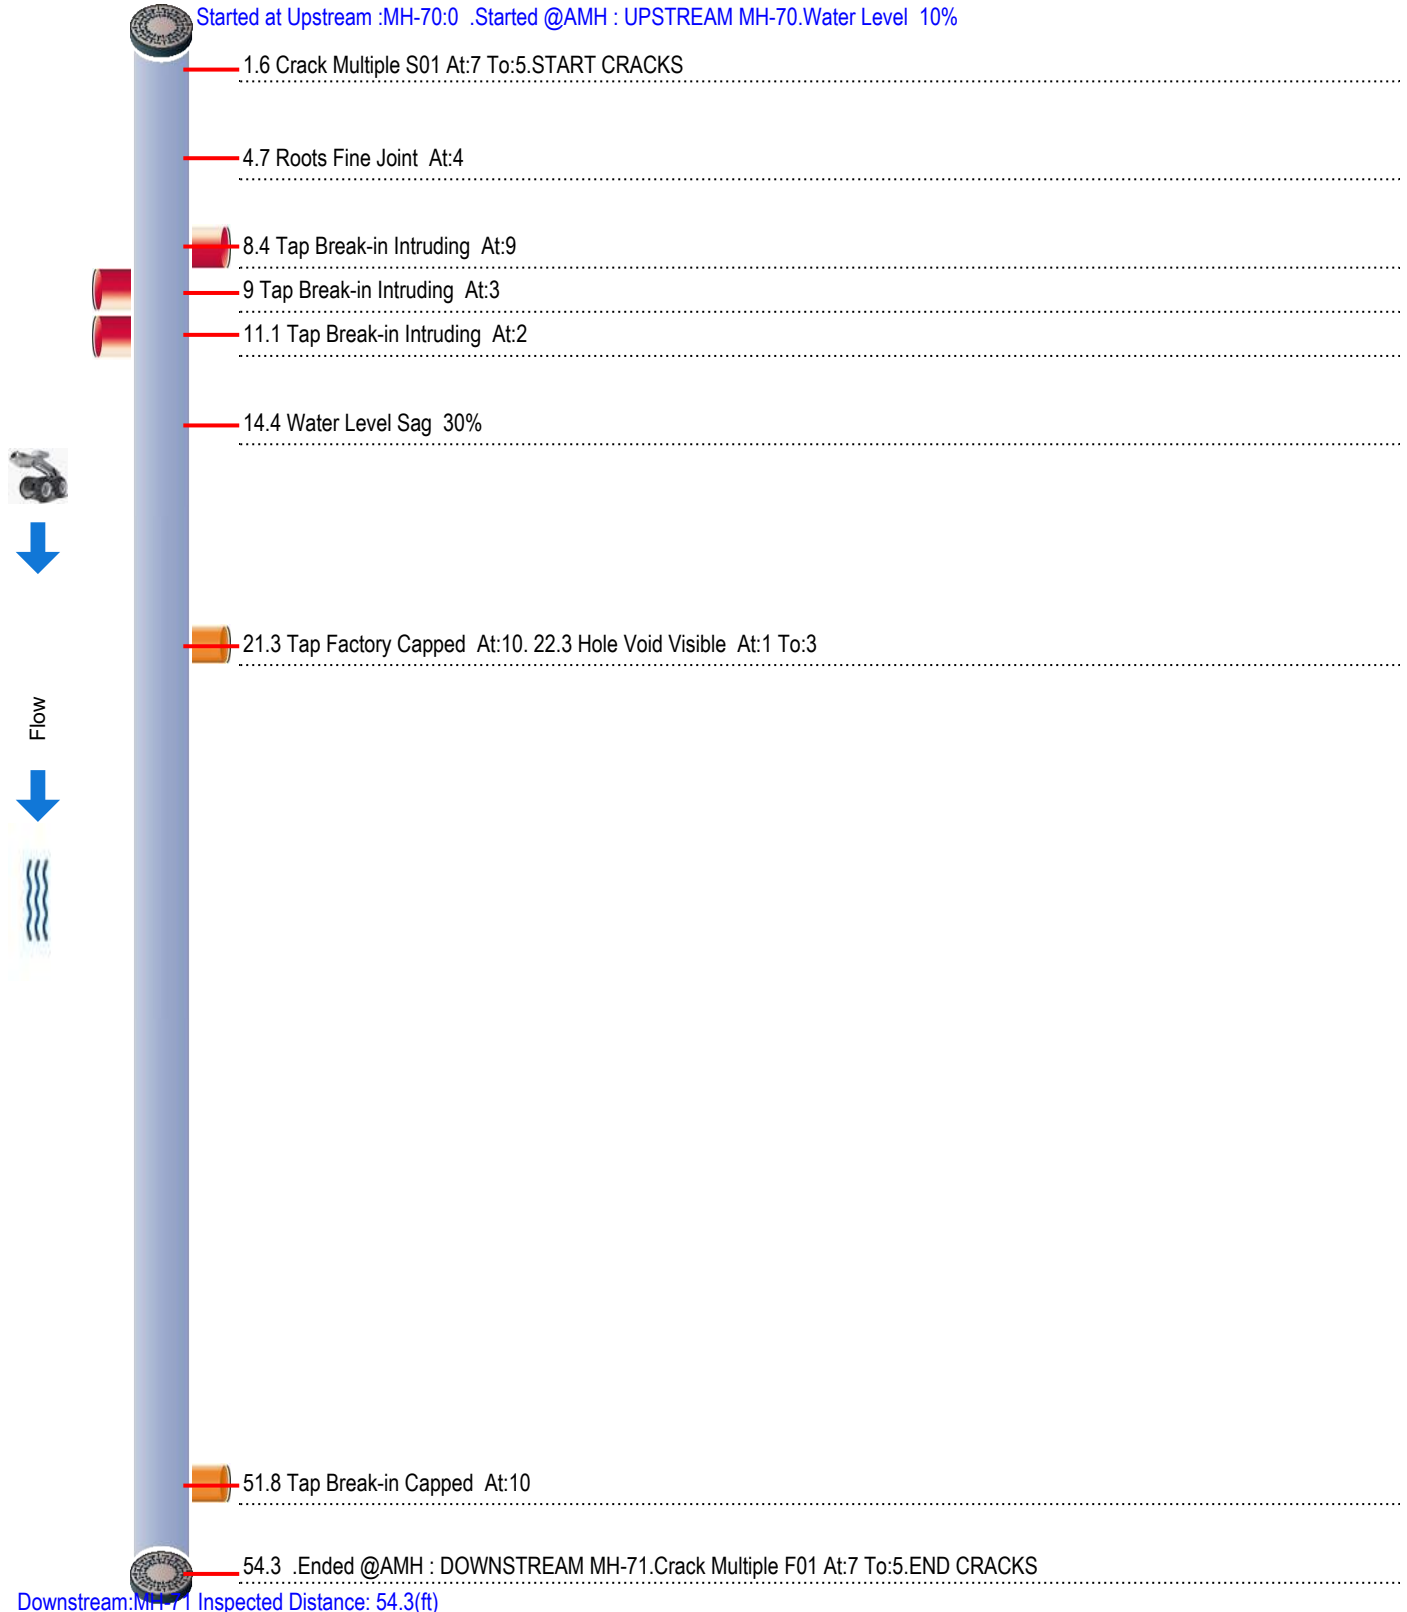 Started at Upstream :MH-70:0 .Started @AMH : UPSTREAM MH-70.Water Level 10%
1.6 Crack Multiple S01 At:7 To:5.START CRACKS
4.7 Roots Fine Joint At:4
8.4 Tap Break-in Intruding At:9
9 Tap Break-in Intruding At:3
11.1 Tap Break-in Intruding At:2
14.4 Water Level Sag 30%
21.3 Tap Factory Capped At:10. 22.3 Hole Void Visible At:1 To:3
Flow
51.8 Tap Break-in Capped At:10
54.3 .Ended @AMH : DOWNSTREAM MH-71.Crack Multiple F01 At:7 To:5.END CRACKS
Downstream:MH-71 Inspected Distance: 54.3(ft)